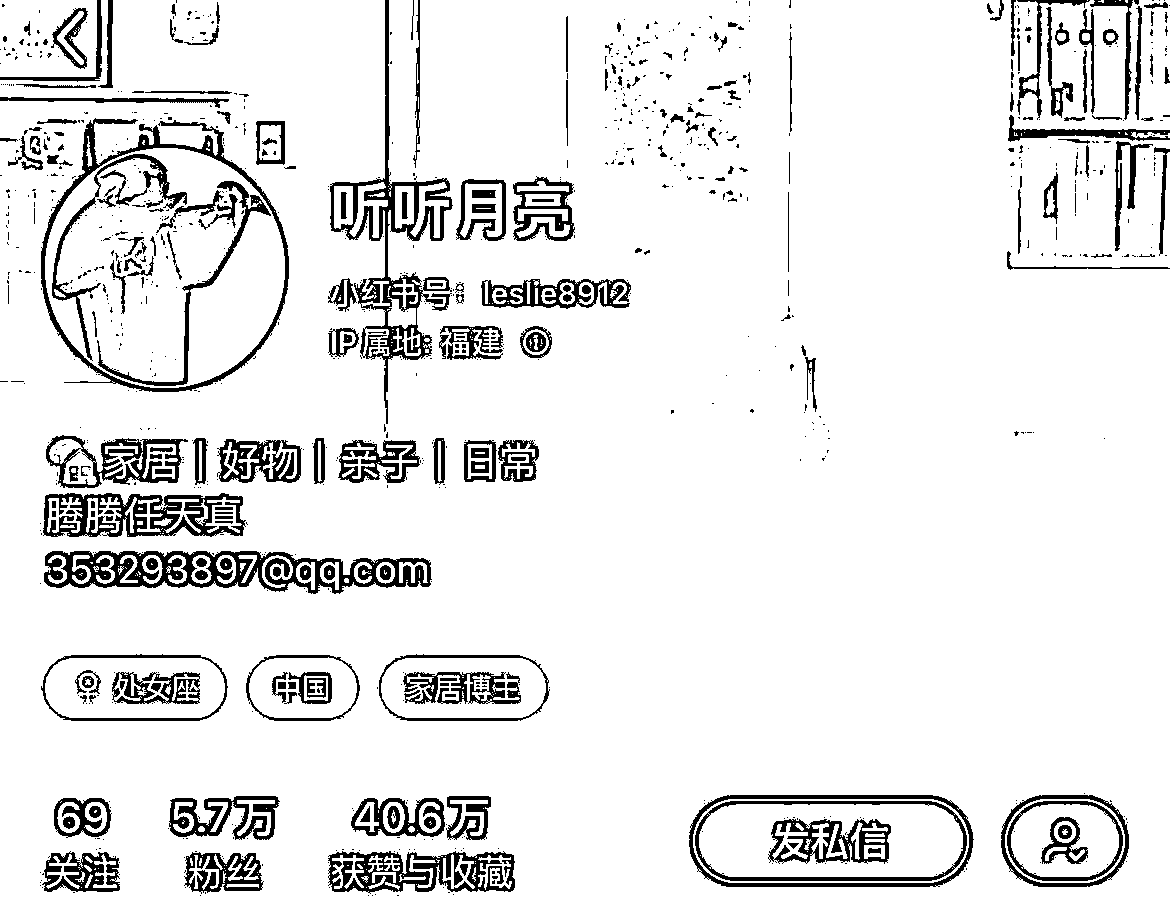 听听月亮
小红书号：leslie8912
IP属地：福建
家居｜好物｜亲子｜日常
腾腾任天真
353293897@qq.com
处女座 中国 家居博主
69 5.7万 40.6万
关注 粉丝 获赞与收藏
发私信